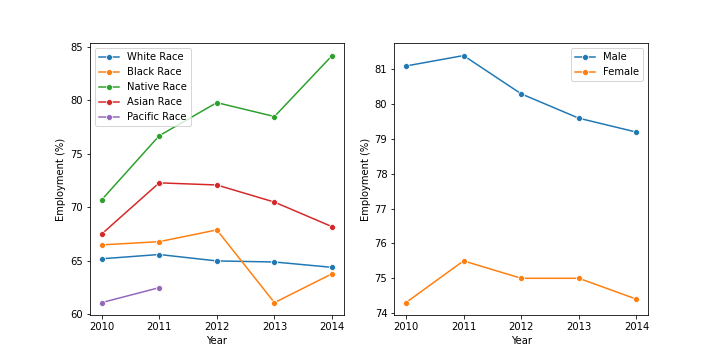 White Race
Black Race
Native Race
Asian Race
Pacific Race
85
80
75
70
65
60
Employment (%)
2010 2011 2012 2013 2014
Year
Male
Female
81
80
79
78
77
76
75
74
Employment (%)
2010 2011 2012 2013 2014
Year